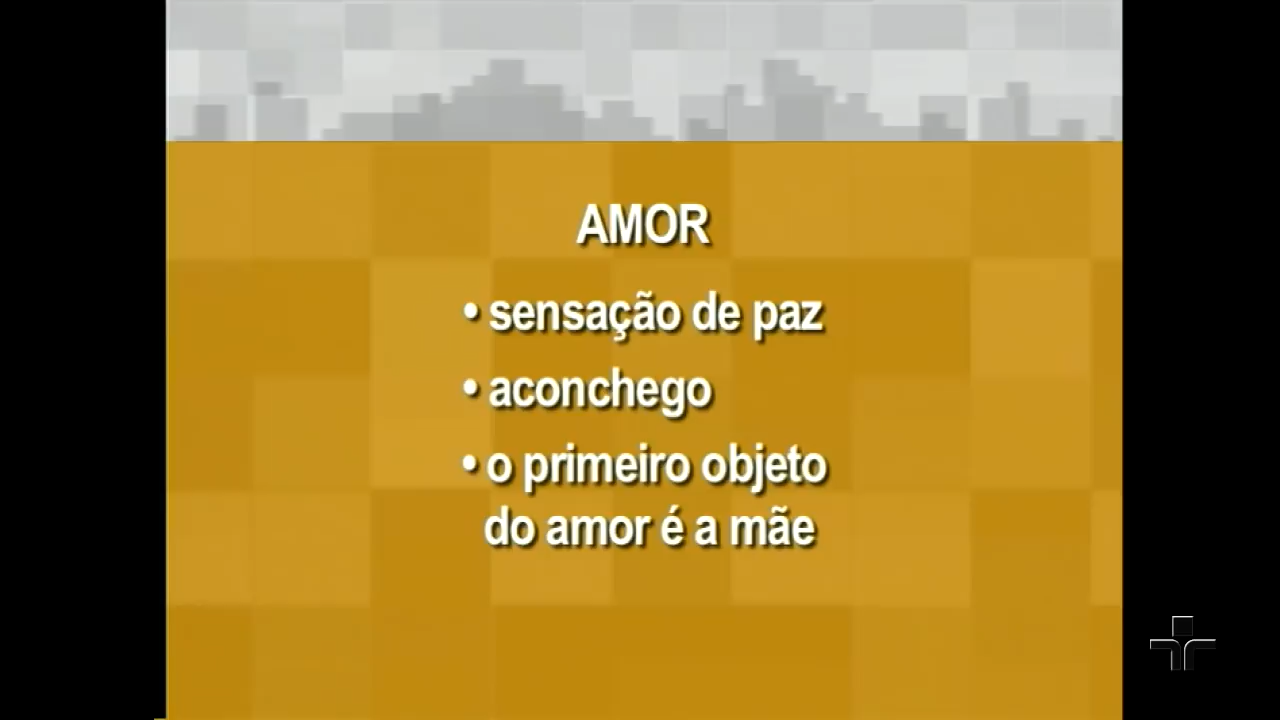 AMOR
• sensação de paz
• aconchego
• o primeiro objeto
do amor é a mãe